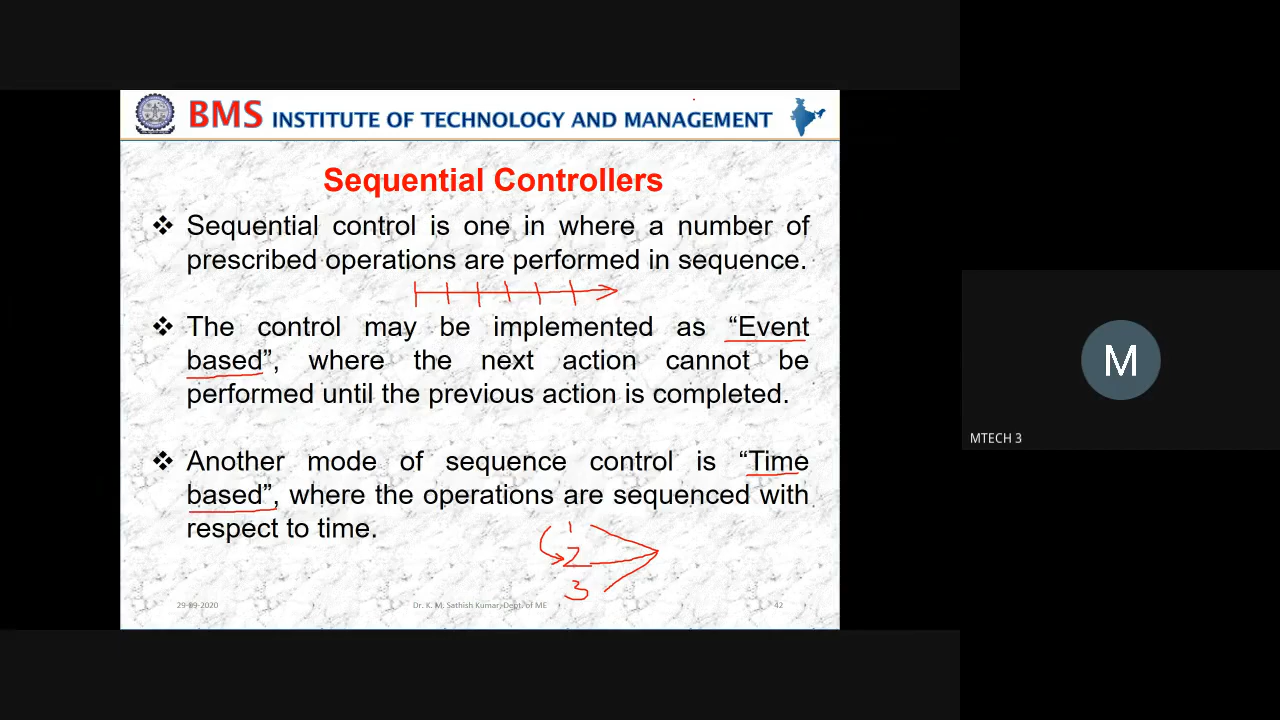 BMS INSTITUTE OF TECHNOLOGY AND MANAGEMENT
Sequential Controllers
❖ Sequential control is one in where a number of
prescribed operations are performed in sequence.
❖ The control may be implemented as “Event
based”, where the next action cannot be
performed until the previous action is completed.
❖ Another mode of sequence control is “Time
based”, where the operations are sequenced with
respect to time.
1
2
3
29-09-2020 Dr. K. M. Sathish Kumar, Dept. of ME 42
M
MTECH 3